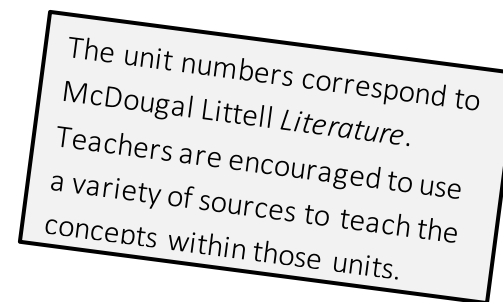 The unit numbers correspond to
McDougal Littell Literature.
Teachers are encouraged to use
a variety of sources to teach the
concepts within those units.